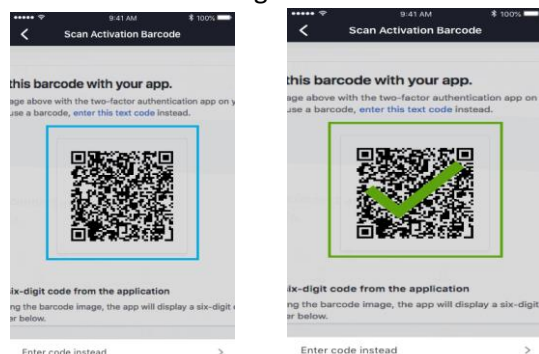 9:41 AM 100%
Scan Activation Barcode
this barcode with your app.
age above with the two-factor authentication app on y
use a barcode, enter this text code instead.
ix-digit code from the application
ng the barcode image, the app will display a six-digit
er below.
Enter code instead
9:41 AM 100%
Scan Activation Barcode
this barcode with your app.
age above with the two-factor authentication app on
use a barcode, enter this text code instead.
ix-digit code from the application
ng the barcode image, the app will display a six-digit
er below.
Enter code instead